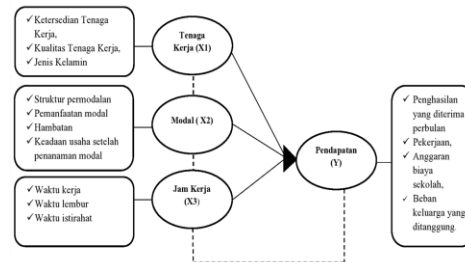 ✓ Ketersedian Tenaga
Kerja,
✓ Kualitas Tenaga Kerja,
✓ Jenis Kelamin
Tenaga
Kerja (X1)
✓ Struktur permodalan
✓ Pemanfaatan modal
✓ Hambatan
✓ Keadaan usaha setelah
penanaman modal
Modal ( X2)
✓ Waktu kerja
✓ Waktu lembur
✓ Waktu istirahat
Jam Kerja
(X3)
Pendapatan
(Y)
✓ Penghasilan
yang diterima
perbulan
✓ Pekerjaan,
✓ Anggaran
biaya
sekolah,
✓ Beban
keluarga yang
ditanggung.